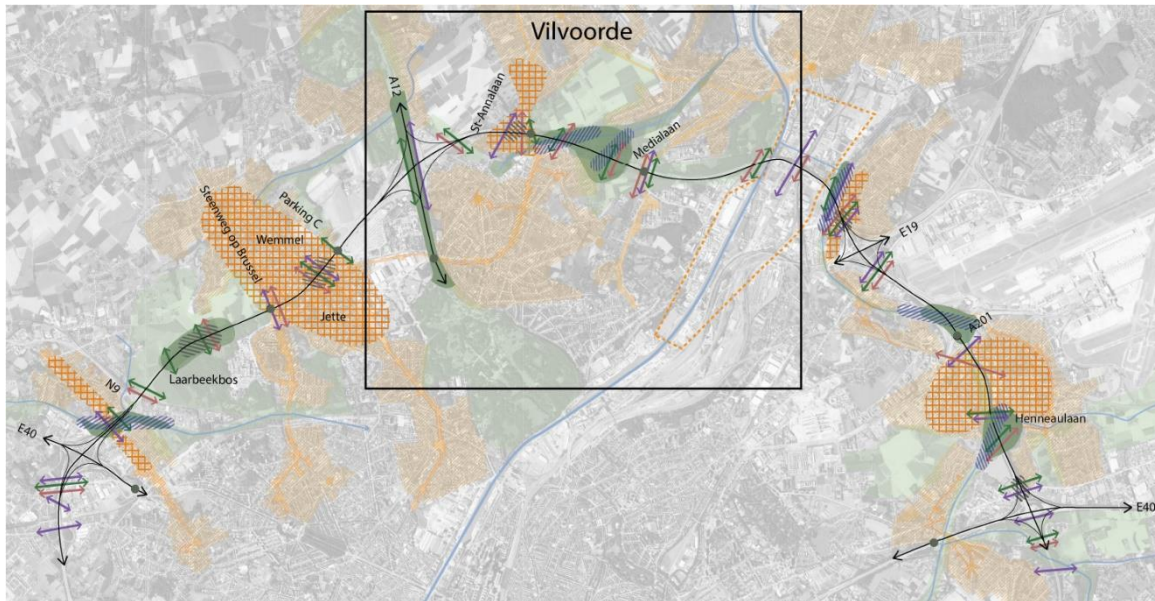 Vilvoorde
A12
St-Annalaan
Medialaan
Parking C
Steenweg op Brussel
Wemmel
Jette
E19
A201
Laarbeekbos
N9
E40
Henneaulaan
E40